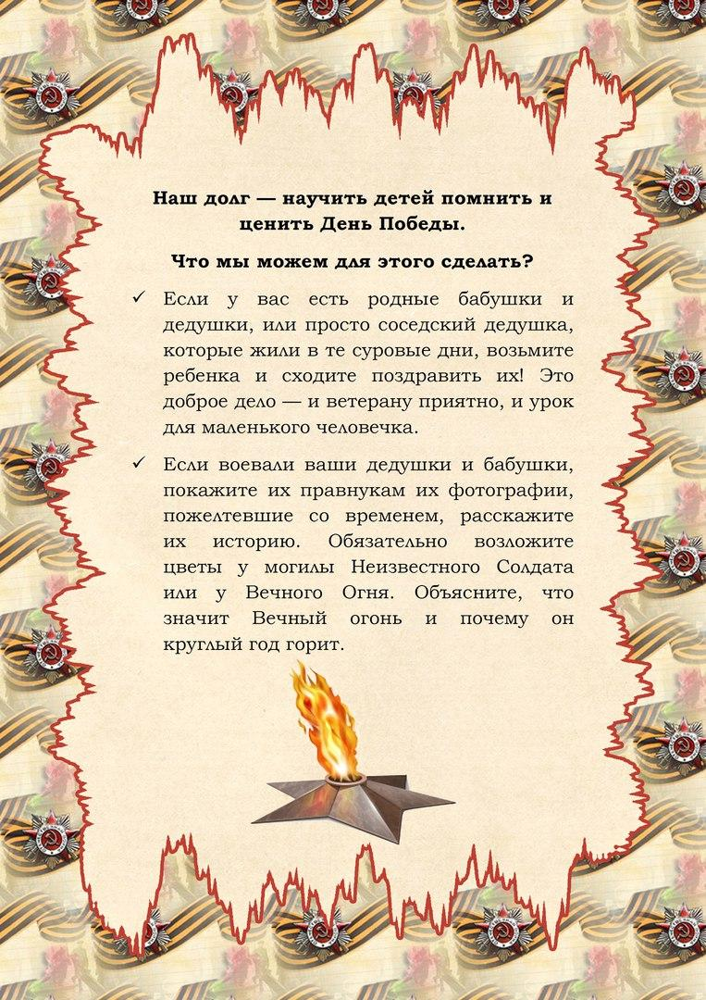 Наш долг — научить детей помнить и
ценить День Победы.
Что мы можем для этого сделать?
✓ Если у вас есть родные бабушки и
дедушки, или просто соседский дедушка,
которые жили в те суровые дни, возьмите
ребенка и сходите поздравить их! Это
доброе дело — и ветерану приятно, и урок
для маленького человечка.
✓ Если воевали ваши дедушки и бабушки,
покажите их правнукам их фотографии,
пожелтевшие со временем, расскажите
их историю. Обязательно возложите
цветы у могилы Неизвестного Солдата
или у Вечного Огня. Объясните, что
значит Вечный огонь и почему он
круглый год горит.